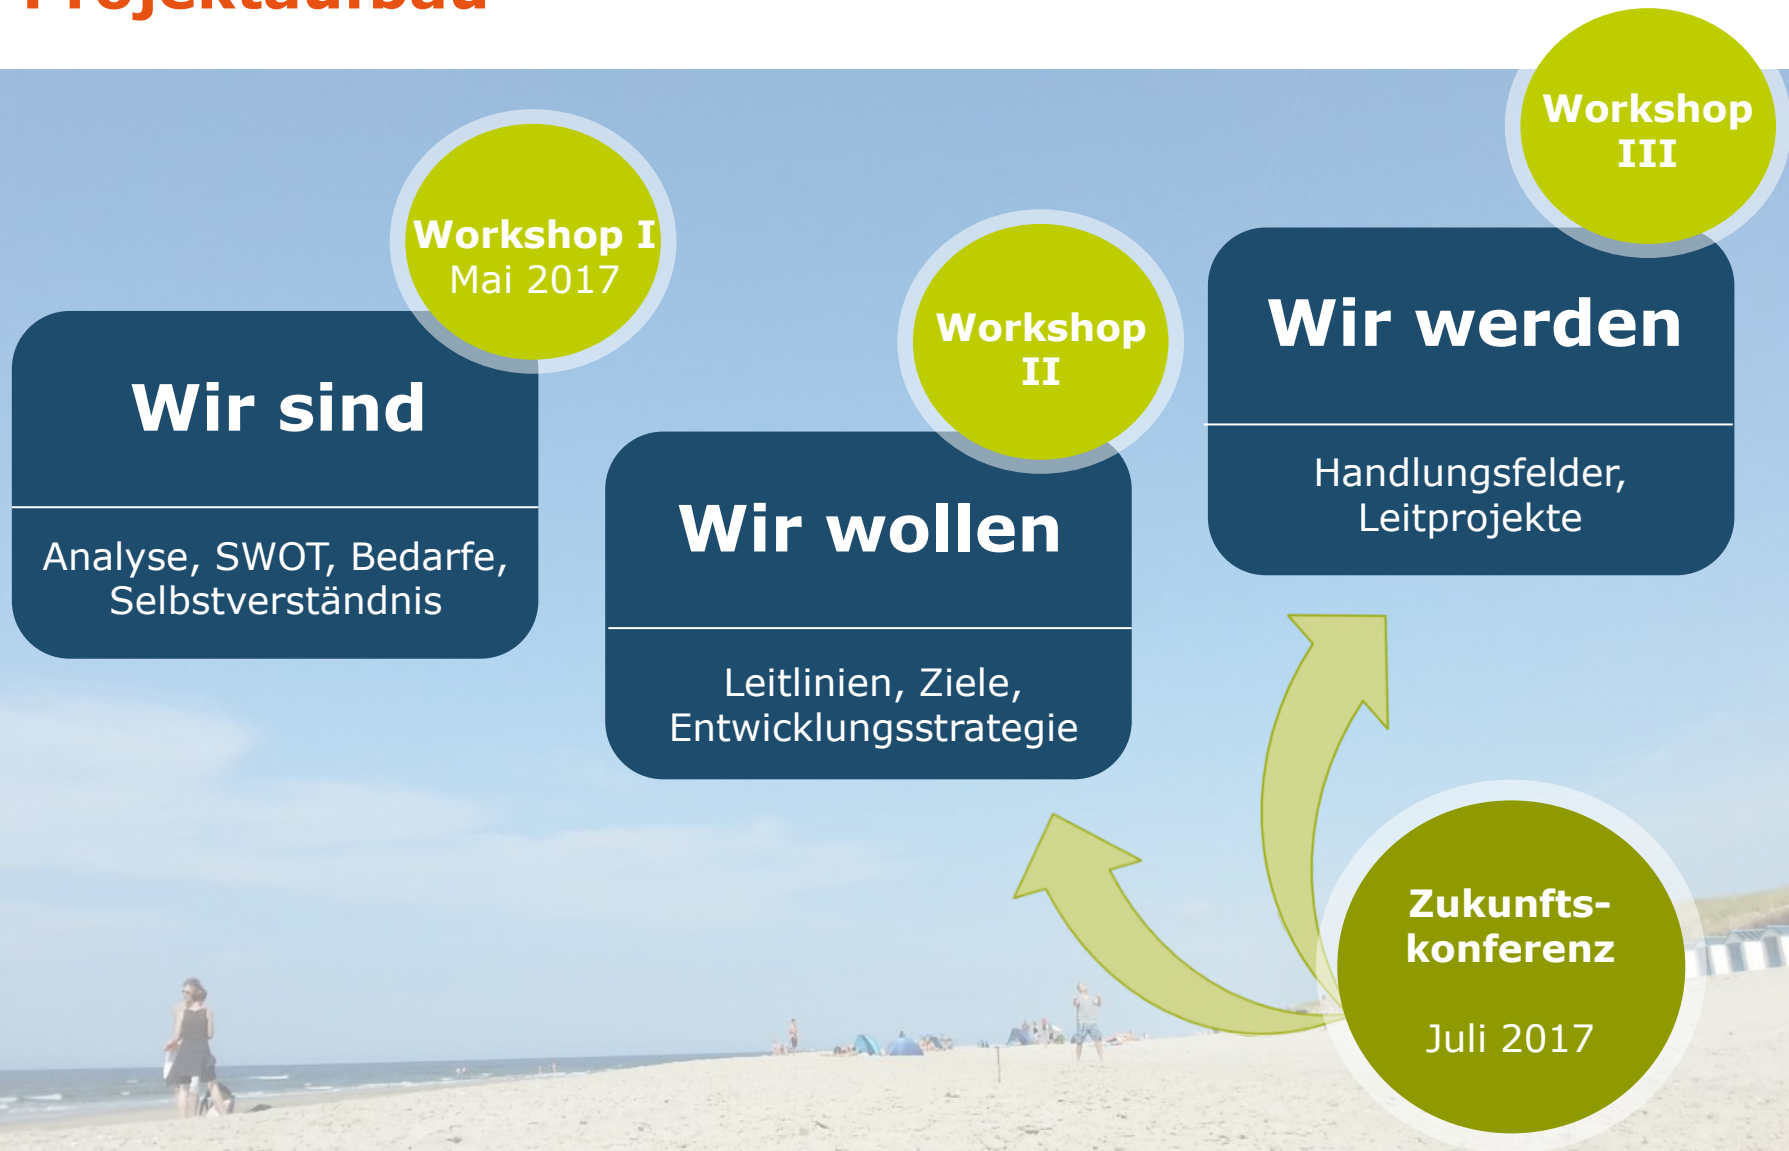 Projektaufbau
Workshop I
Mai 2017
Wir sind
Analyse, SWOT, Bedarfe,
Selbstverständnis
Workshop
II
Wir wollen
Leitlinien, Ziele,
Entwicklungsstrategie
Workshop
III
Wir werden
Handlungsfelder,
Leitprojekte
Zukunfts-
konferenz
Juli 2017